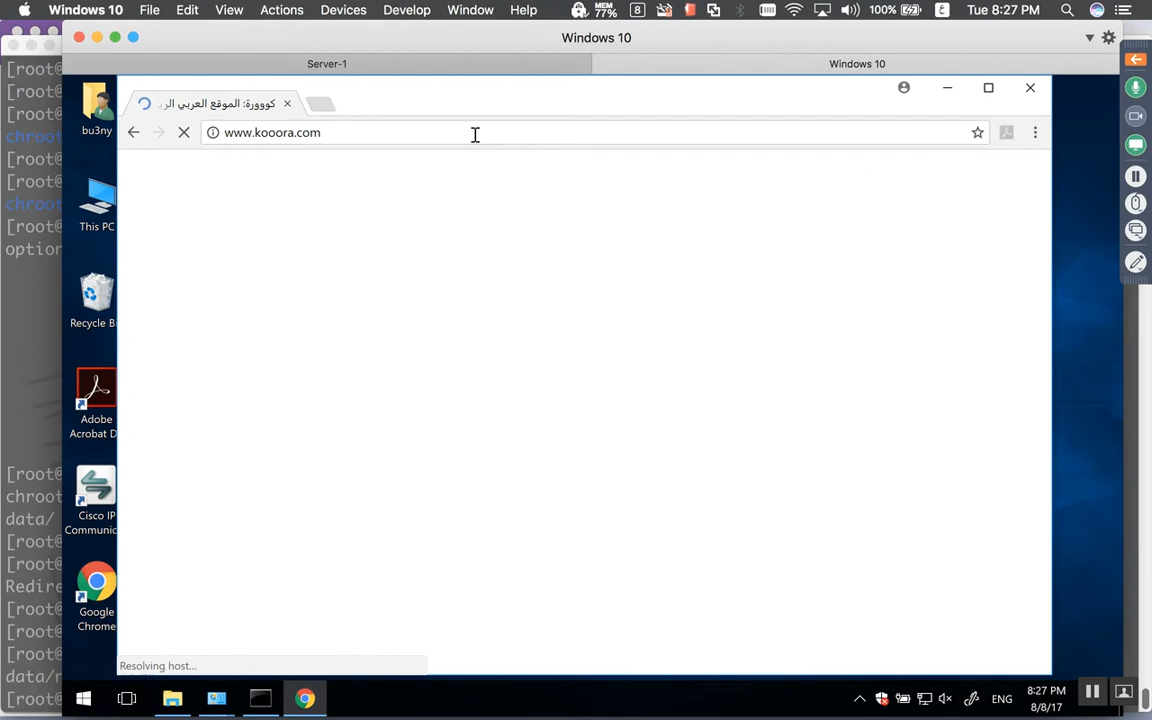 Windows 10 File Edit View Actions Devices Develop Window Help MEM 77% 8 100% ع Tue 8:27 PM
Windows 10
Server-1 Windows 10
كووورة: الموقع العربي الر
www.kooora.com
[root@
[root@
[root@
chroot
[root@
[root@
chroot
[root@
option
[root@
chroot
data/
[root@
[root@
Redire
[root@
[root@
[root@
data/r
[root@
bu3ny
This PC
Recycle Bi
Adobe
Acrobat D
Cisco IP
Communic
Google
Chrome
Resolving host...
ENG
8:27 PM
8/8/17